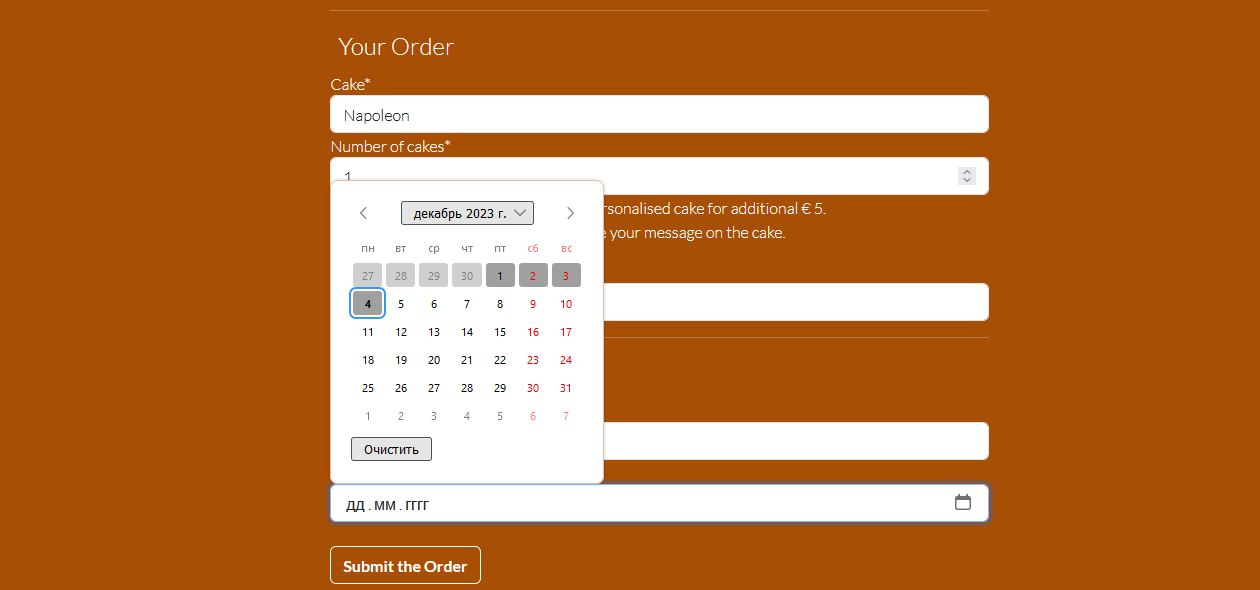 Your Order
Cake*
Napoleon
Number of cakes*
1
rsonalised cake for additional € 5.
e your message on the cake.
декабрь 2023 г.
пн вт ср чт пт сб вс
27 28 29 30 1 2 3
4 5 6 7 8 9 10
11 12 13 14 15 16 17
18 19 20 21 22 23 24
25 26 27 28 29 30 31
1 2 3 4 5 6 7
Очистить
дд . мм . гггг
Submit the Order